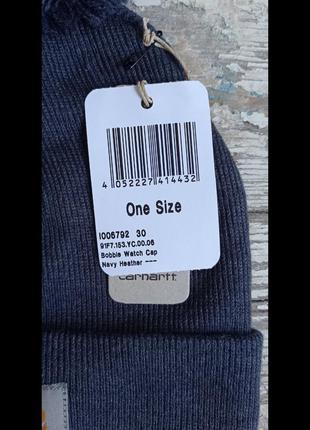 4 052227 414432
One Size
I006792 30
91F7.153.YC.00.06
Bobble Watch Cap
Navy Heather ---
carhartt